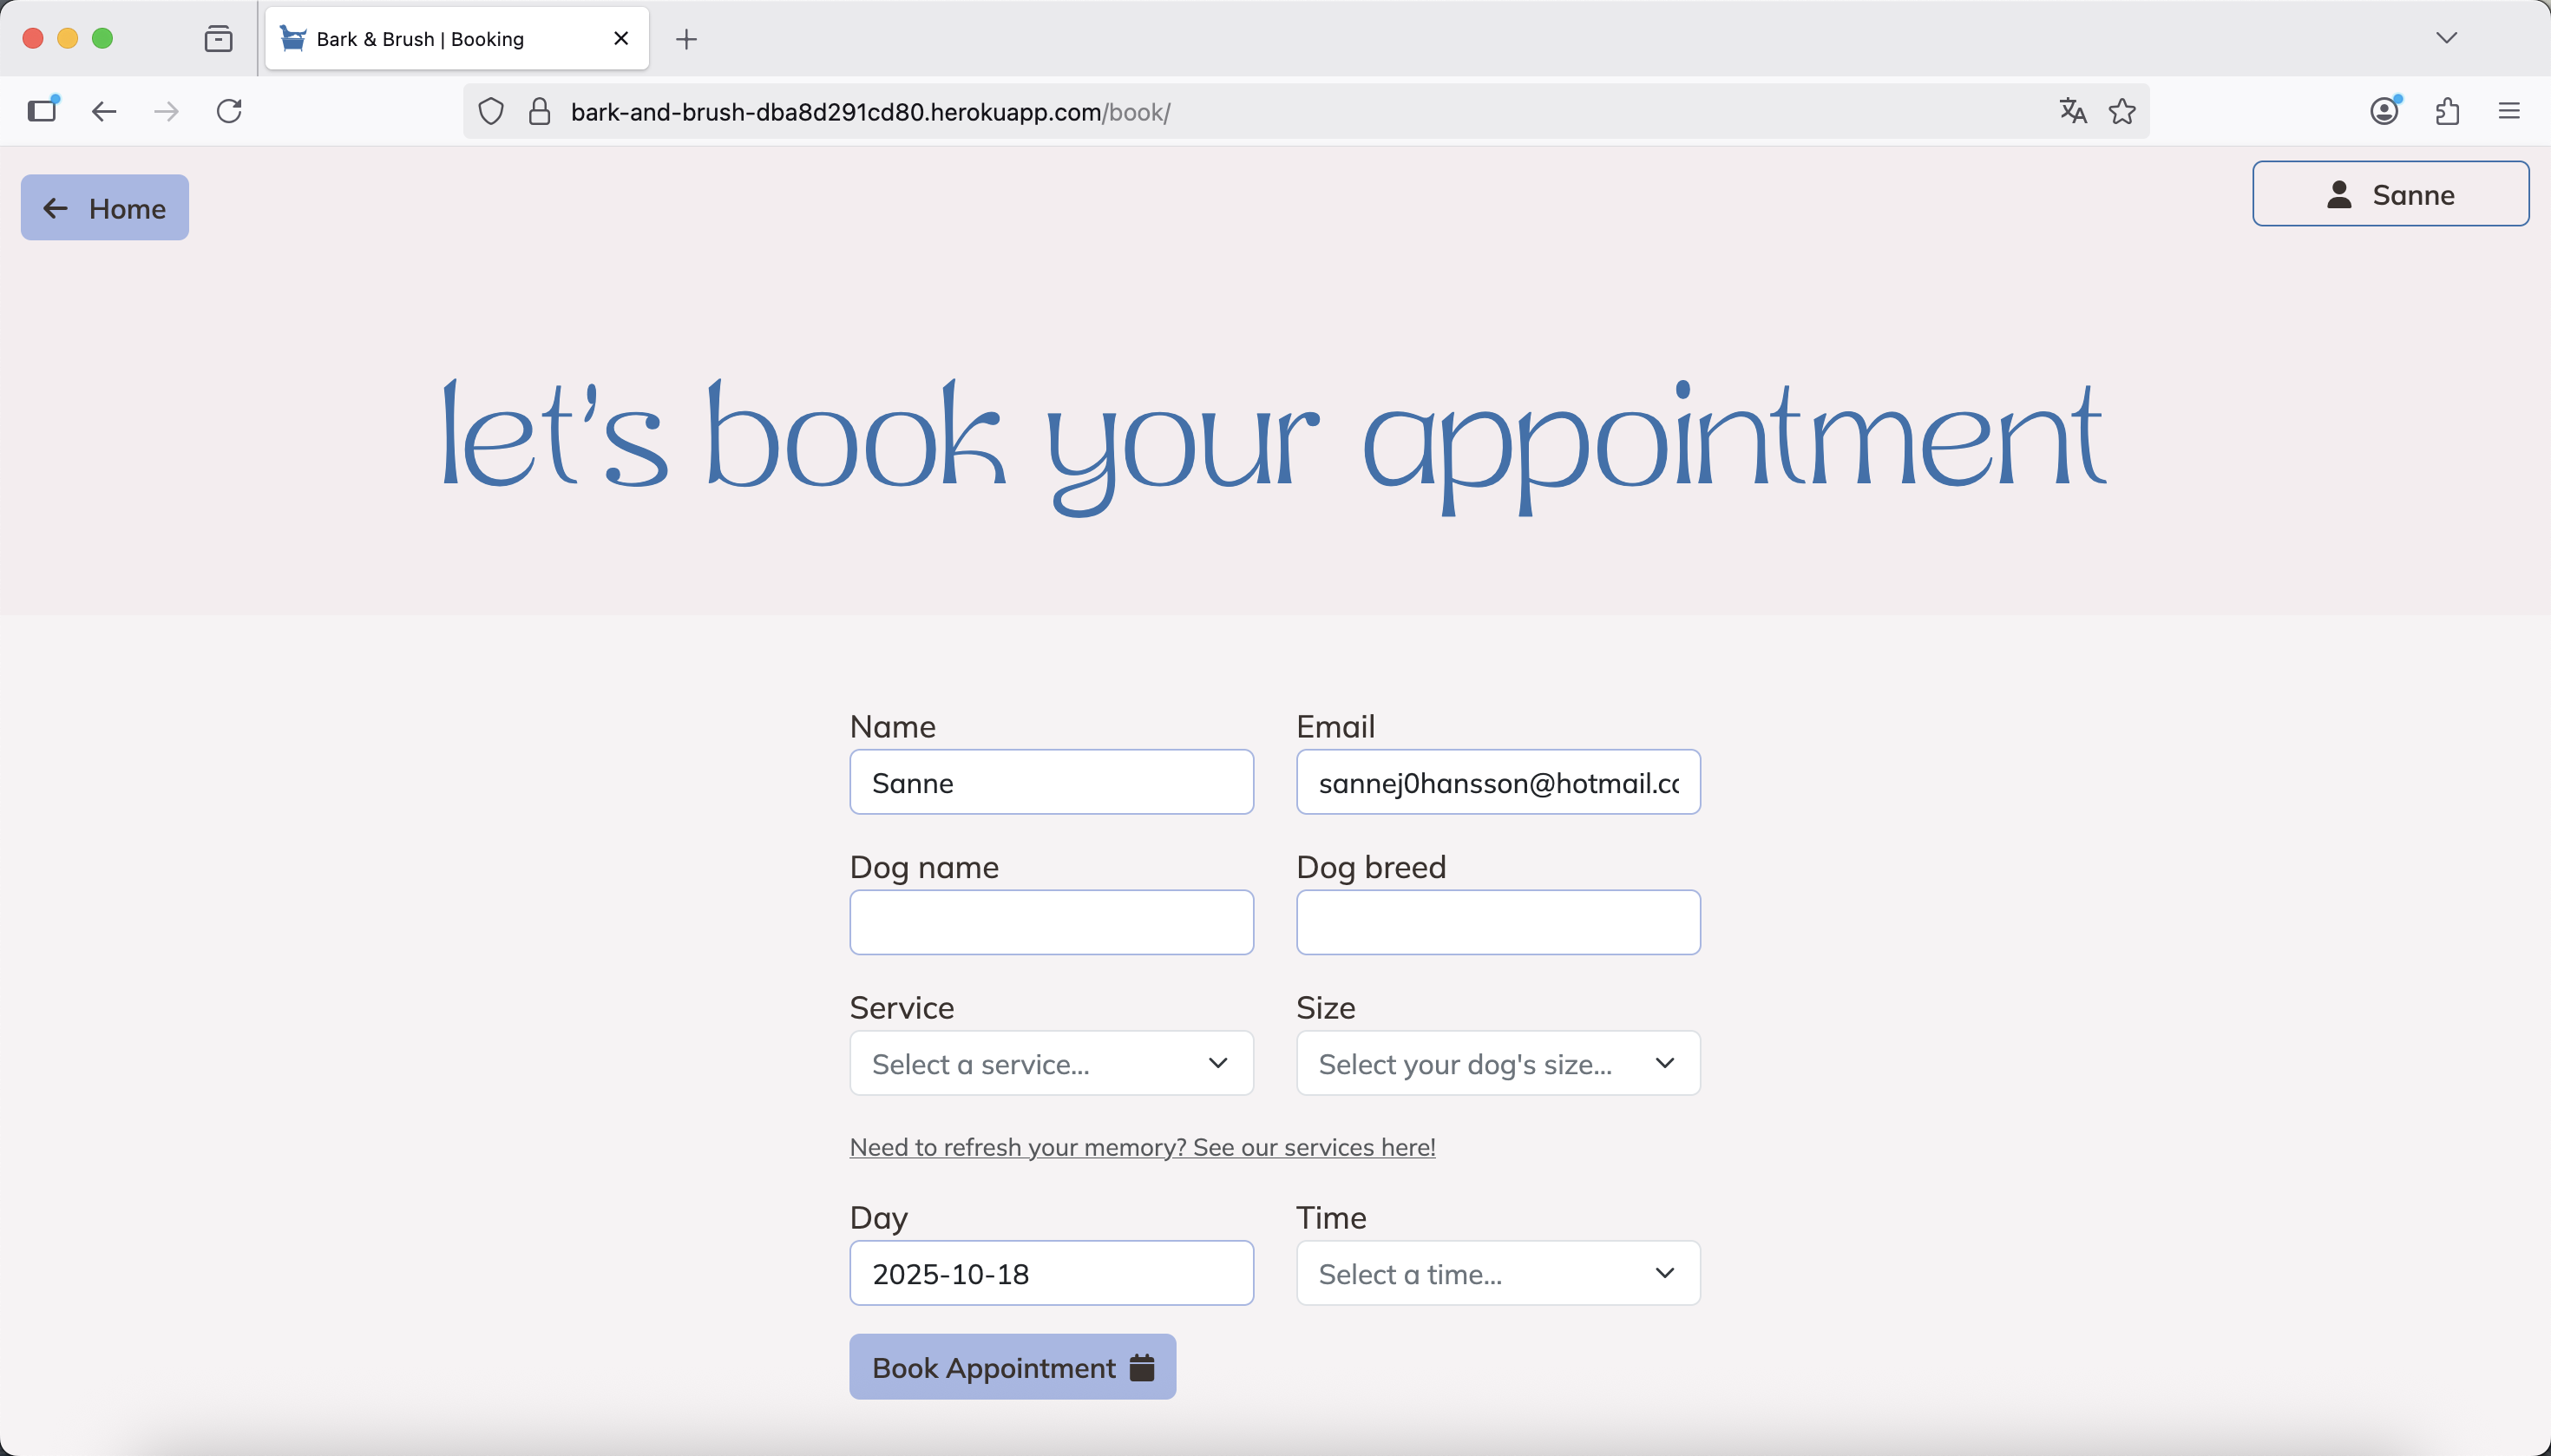 Bark & Brush | Booking
bark-and-brush-dba8d291cd80.herokuapp.com/book/
Home
Sanne
let's book your appointment
Name
Email
Sanne
sannej0hansson@hotmail.cc
Dog name
Dog breed
Service
Size
Select a service...
Select your dog's size...
Need to refresh your memory? See our services here!
Day
Time
2025-10-18
Select a time...
Book Appointment